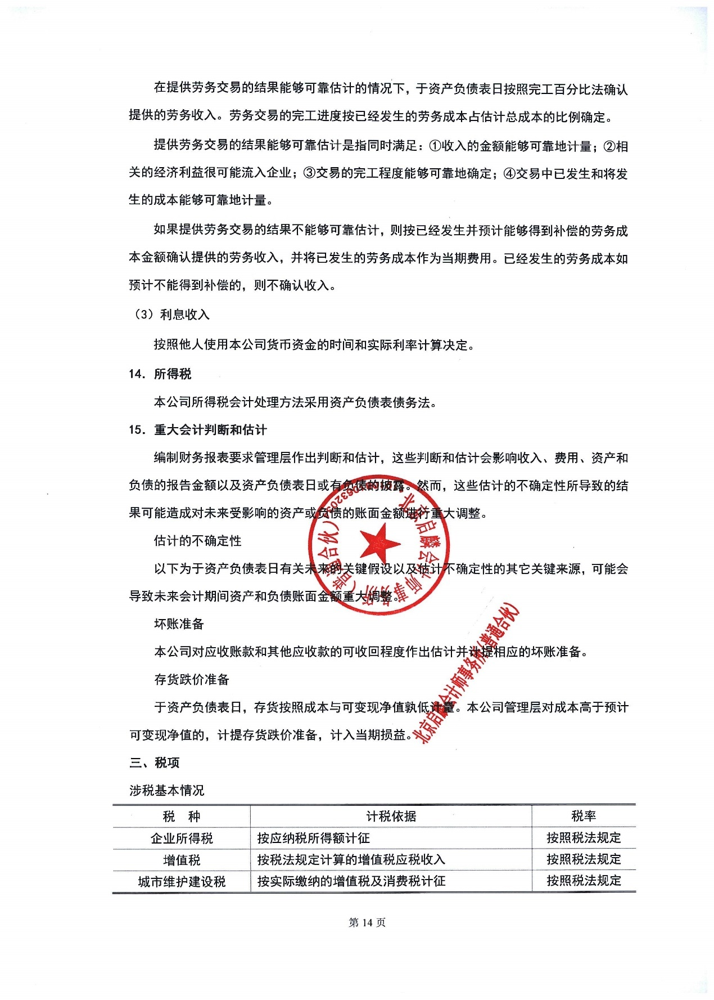 在提供劳务交易的结果能够可靠估计的情况下，于资产负债表日按照完工百分比法确认
提供的劳务收入。劳务交易的完工进度按已经发生的劳务成本占估计总成本的比例确定。
提供劳务交易的结果能够可靠估计是指同时满足：①收入的金额能够可靠地计量；②相
关的经济利益很可能流入企业；③交易的完工程度能够可靠地确定；④交易中已发生和将发
生的成本能够可靠地计量。
如果提供劳务交易的结果不能够可靠估计，则按已经发生并预计能够得到补偿的劳务成
本金额确认提供的劳务收入，并将已发生的劳务成本作为当期费用。已经发生的劳务成本如
预计不能得到补偿的，则不确认收入。
（3）利息收入
按照他人使用本公司货币资金的时间和实际利率计算决定。
14．所得税
本公司所得税会计处理方法采用资产负债表债务法。
15．重大会计判断和估计
编制财务报表要求管理层作出判断和估计，这些判断和估计会影响收入、费用、资产和
负债的报告金额以及资产负债表日或有负债的披露。然而，这些估计的不确定性所导致的结
果可能造成对未来受影响的资产或负债的账面金额进行重大调整。
估计的不确定性
以下为于资产负债表日有关未来的关键假设以及估计不确定性的其它关键来源，可能会
导致未来会计期间资产和负债账面金额重大调整。
北京启麟会计师事务所（普通合伙）
坏账准备
本公司对应收账款和其他应收款的可收回程度作出估计并计提相应的坏账准备。
存货跌价准备
于资产负债表日，存货按照成本与可变现净值孰低计量。本公司管理层对成本高于预计
可变现净值的，计提存货跌价准备，计入当期损益。
北京启麟会计师事务所(普通合伙)
三、税项
涉税基本情况
税 种 计税依据 税率
企业所得税 按应纳税所得额计征 按照税法规定
增值税 按税法规定计算的增值税应税收入 按照税法规定
城市维护建设税 按实际缴纳的增值税及消费税计征 按照税法规定
第 14 页